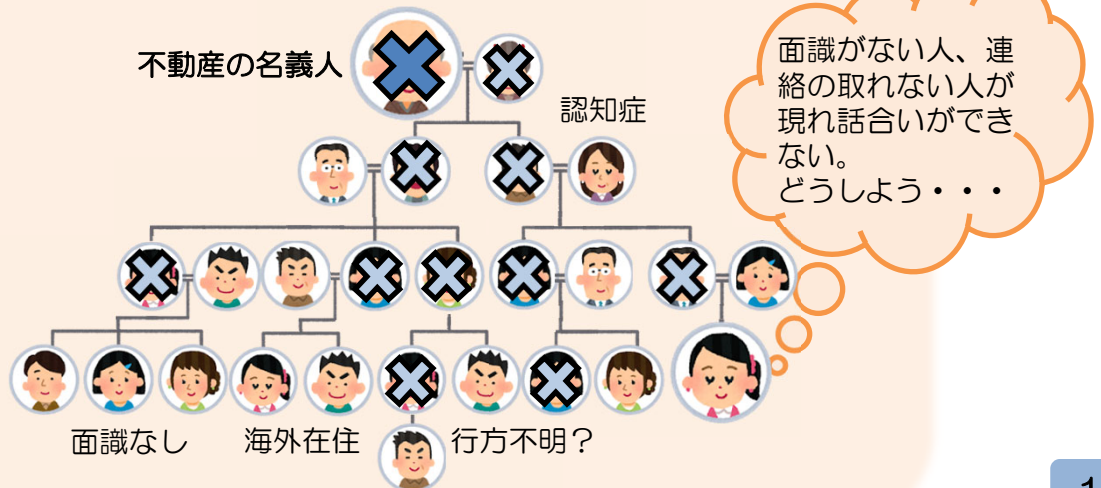 不動産の名義人
認知症
面識がない人、連
絡の取れない人が
現れ話合いができ
ない。
どうしよう・・・
面識なし
海外在住
行方不明？
1